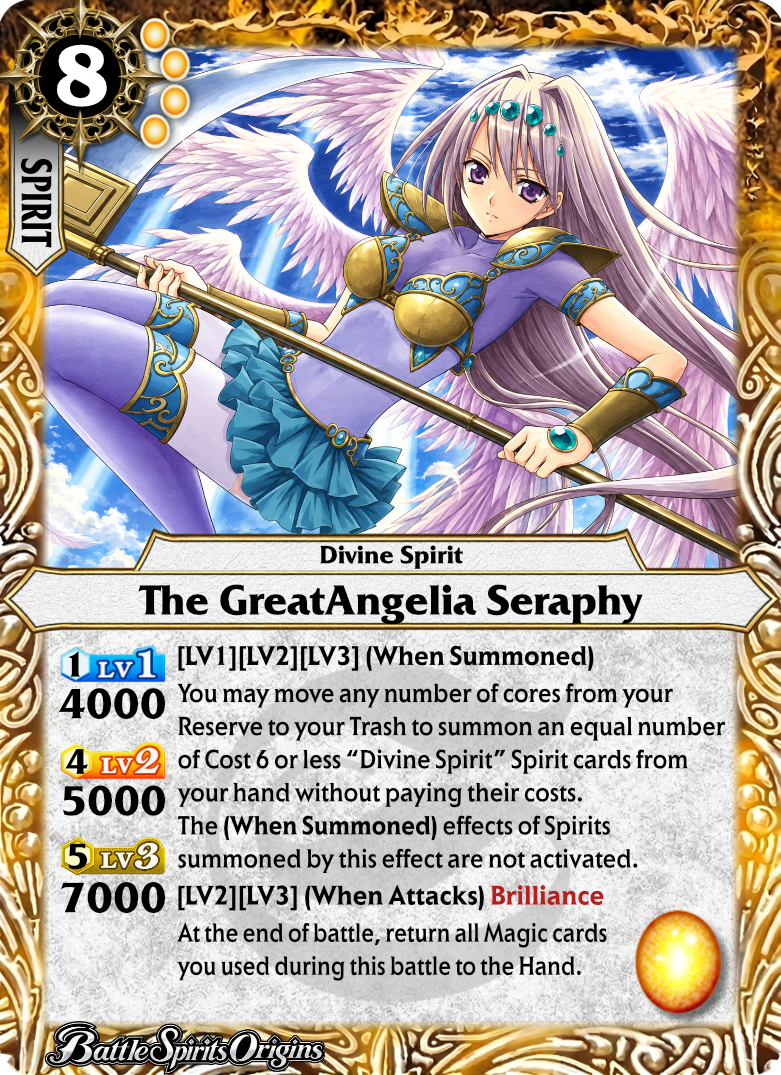 8
SPIRIT
Divine Spirit
The GreatAngelia Seraphy
1 LV1
4000
4 LV2
5000
5 LV3
7000
[LV1][LV2][LV3] (When Summoned)
You may move any number of cores from your
Reserve to your Trash to summon an equal number
of Cost 6 or less “Divine Spirit” Spirit cards from
your hand without paying their costs.
The (When Summoned) effects of Spirits
summoned by this effect are not activated.
[LV2][LV3] (When Attacks) Brilliance
At the end of battle, return all Magic cards
you used during this battle to the Hand.
Battle Spirits Origins